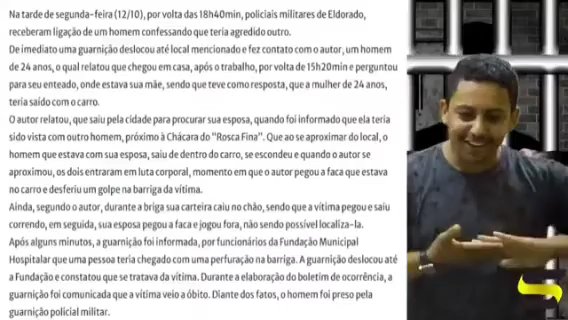 Na tarde de segunda-feira (12/10), por volta das 18h40min, policiais militares de Eldorado,
receberam ligação de um homem confessando que teria agredido outro.
De imediato uma guarnição deslocou até local mencionado e fez contato com o autor, um homem
de 24 anos, o qual relatou que chegou em casa, após o trabalho, por volta de 15h20min e perguntou
para seu enteado, onde estava sua mãe, sendo que teve como resposta, que a mulher de 24 anos,
teria saído com o carro.
O autor relatou, que saiu pela cidade para procurar sua esposa, quando foi informado que ela teria
sido vista com outro homem, próximo à Chácara do "Rosca Fina". Que ao se aproximar do local, o
homem que estava com sua esposa, saiu de dentro do carro, se escondeu e quando o autor se
aproximou, os dois entraram em luta corporal, momento em que o autor pegou a faca que estava
no carro e desferiu um golpe na barriga da vítima.
Ainda, segundo o autor, durante a briga sua carteira caiu no chão, sendo que a vítima pegou e saiu
correndo, em seguida, sua esposa pegou a faca e jogou fora, não sendo possível localiza-la.
Após alguns minutos, a guarnição foi informada, por funcionários da Fundação Municipal
Hospitalar que uma pessoa teria chegado com uma perfuração na barriga. A guarnição deslocou até
a Fundação e constatou que se tratava da vítima. Durante a elaboração do boletim de ocorrência, a
guarnição foi comunicada que a vítima veio a óbito. Diante dos fatos, o homem foi preso pela
guarnição policial militar.